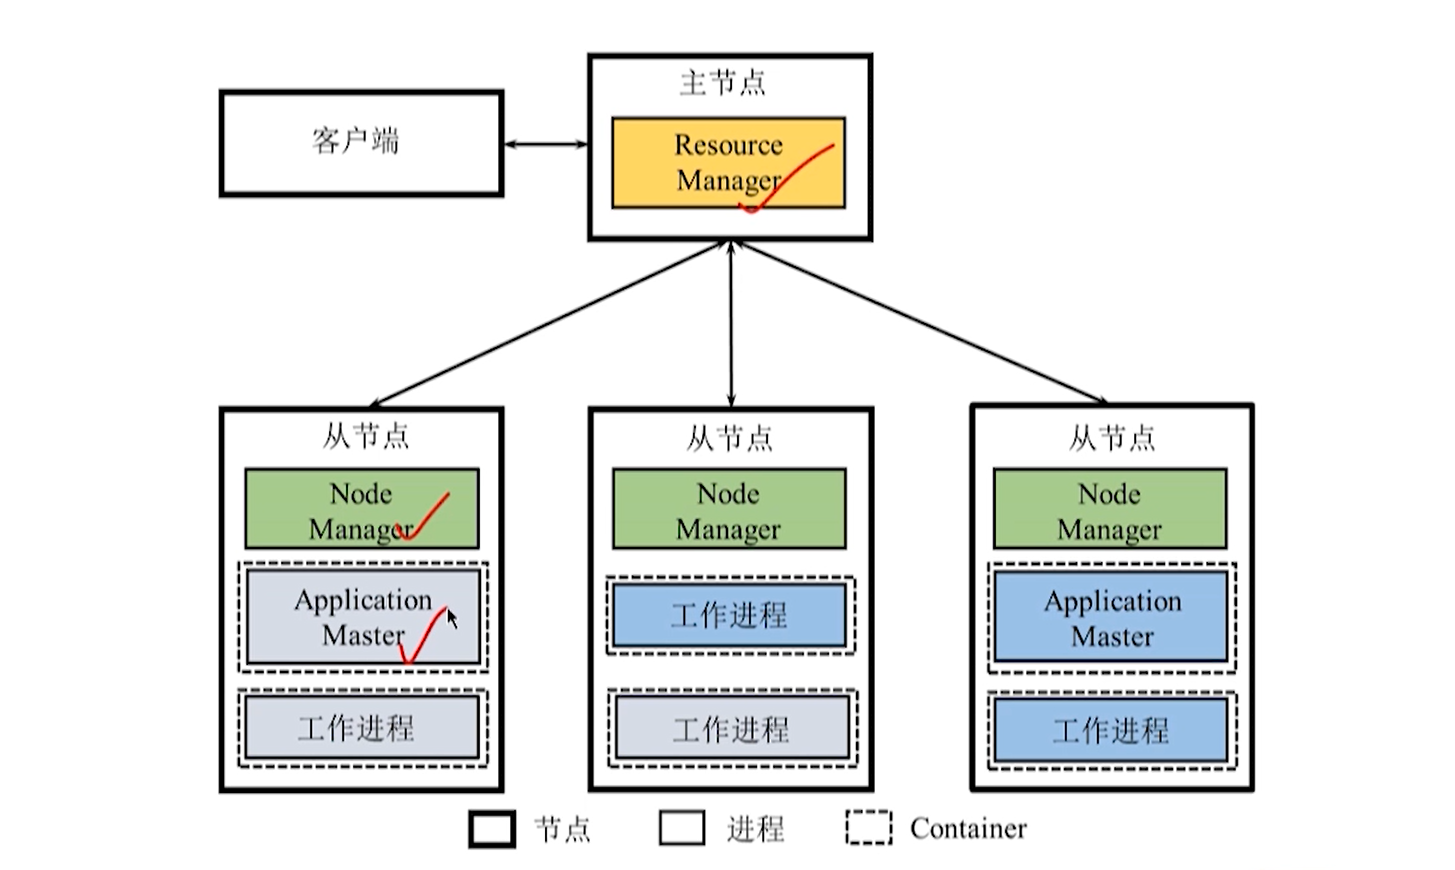 主节点
客户端
Resource
Manager
从节点
Node
Manager
Application
Master
工作进程
从节点
Node
Manager
工作进程
工作进程
从节点
Node
Manager
Application
Master
工作进程
节点
进程
Container